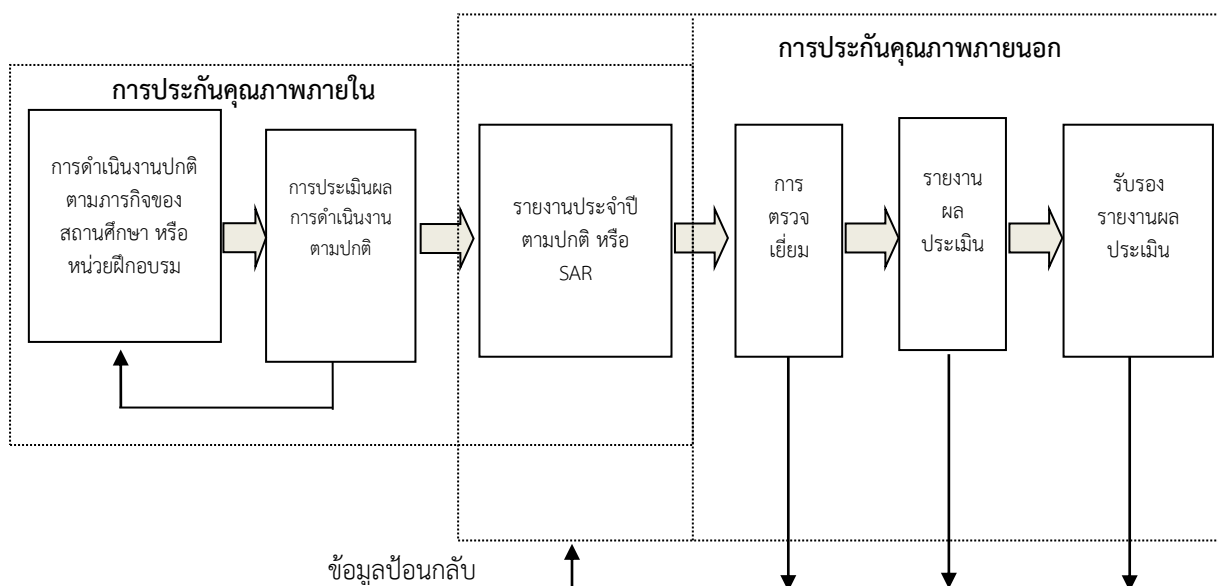 การประกันคุณภาพภายนอก
การประกันคุณภาพภายใน
การดำเนินงานปกติ
ตามภารกิจของ
สถานศึกษา หรือ
หน่วยฝึกอบรม
การประเมินผล
การดำเนินงาน
ตามปกติ
รายงานประจำปี
ตามปกติ หรือ
SAR
การ
ตรวจ
เยี่ยม
รายงาน
ผล
ประเมิน
รับรอง
รายงานผล
ประเมิน
ข้อมูลป้อนกลับ